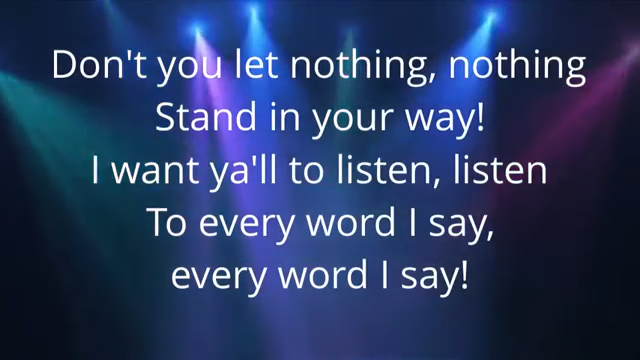 Don't you let nothing, nothing
Stand in your way!
I want ya'll to listen, listen
To every word I say,
every word I say!